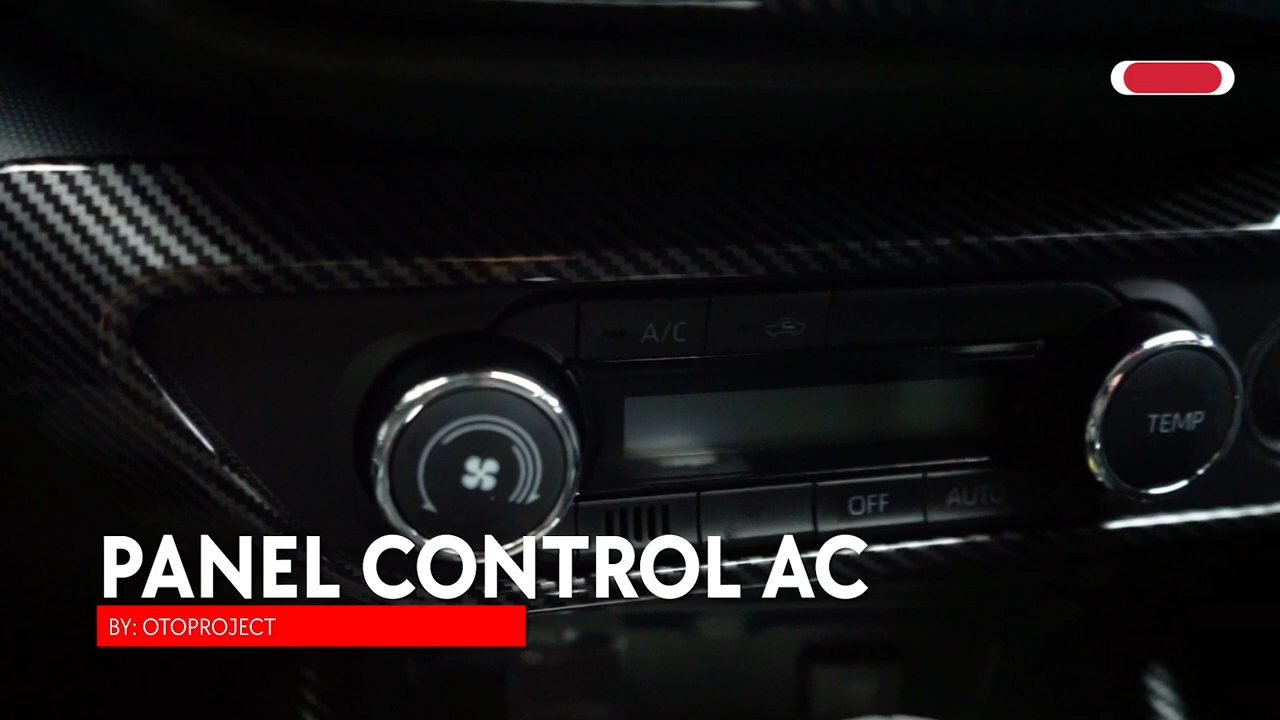 A/C
TEMP
OFF
AUTO
PANEL CONTROL AC
BY: OTOPROJECT